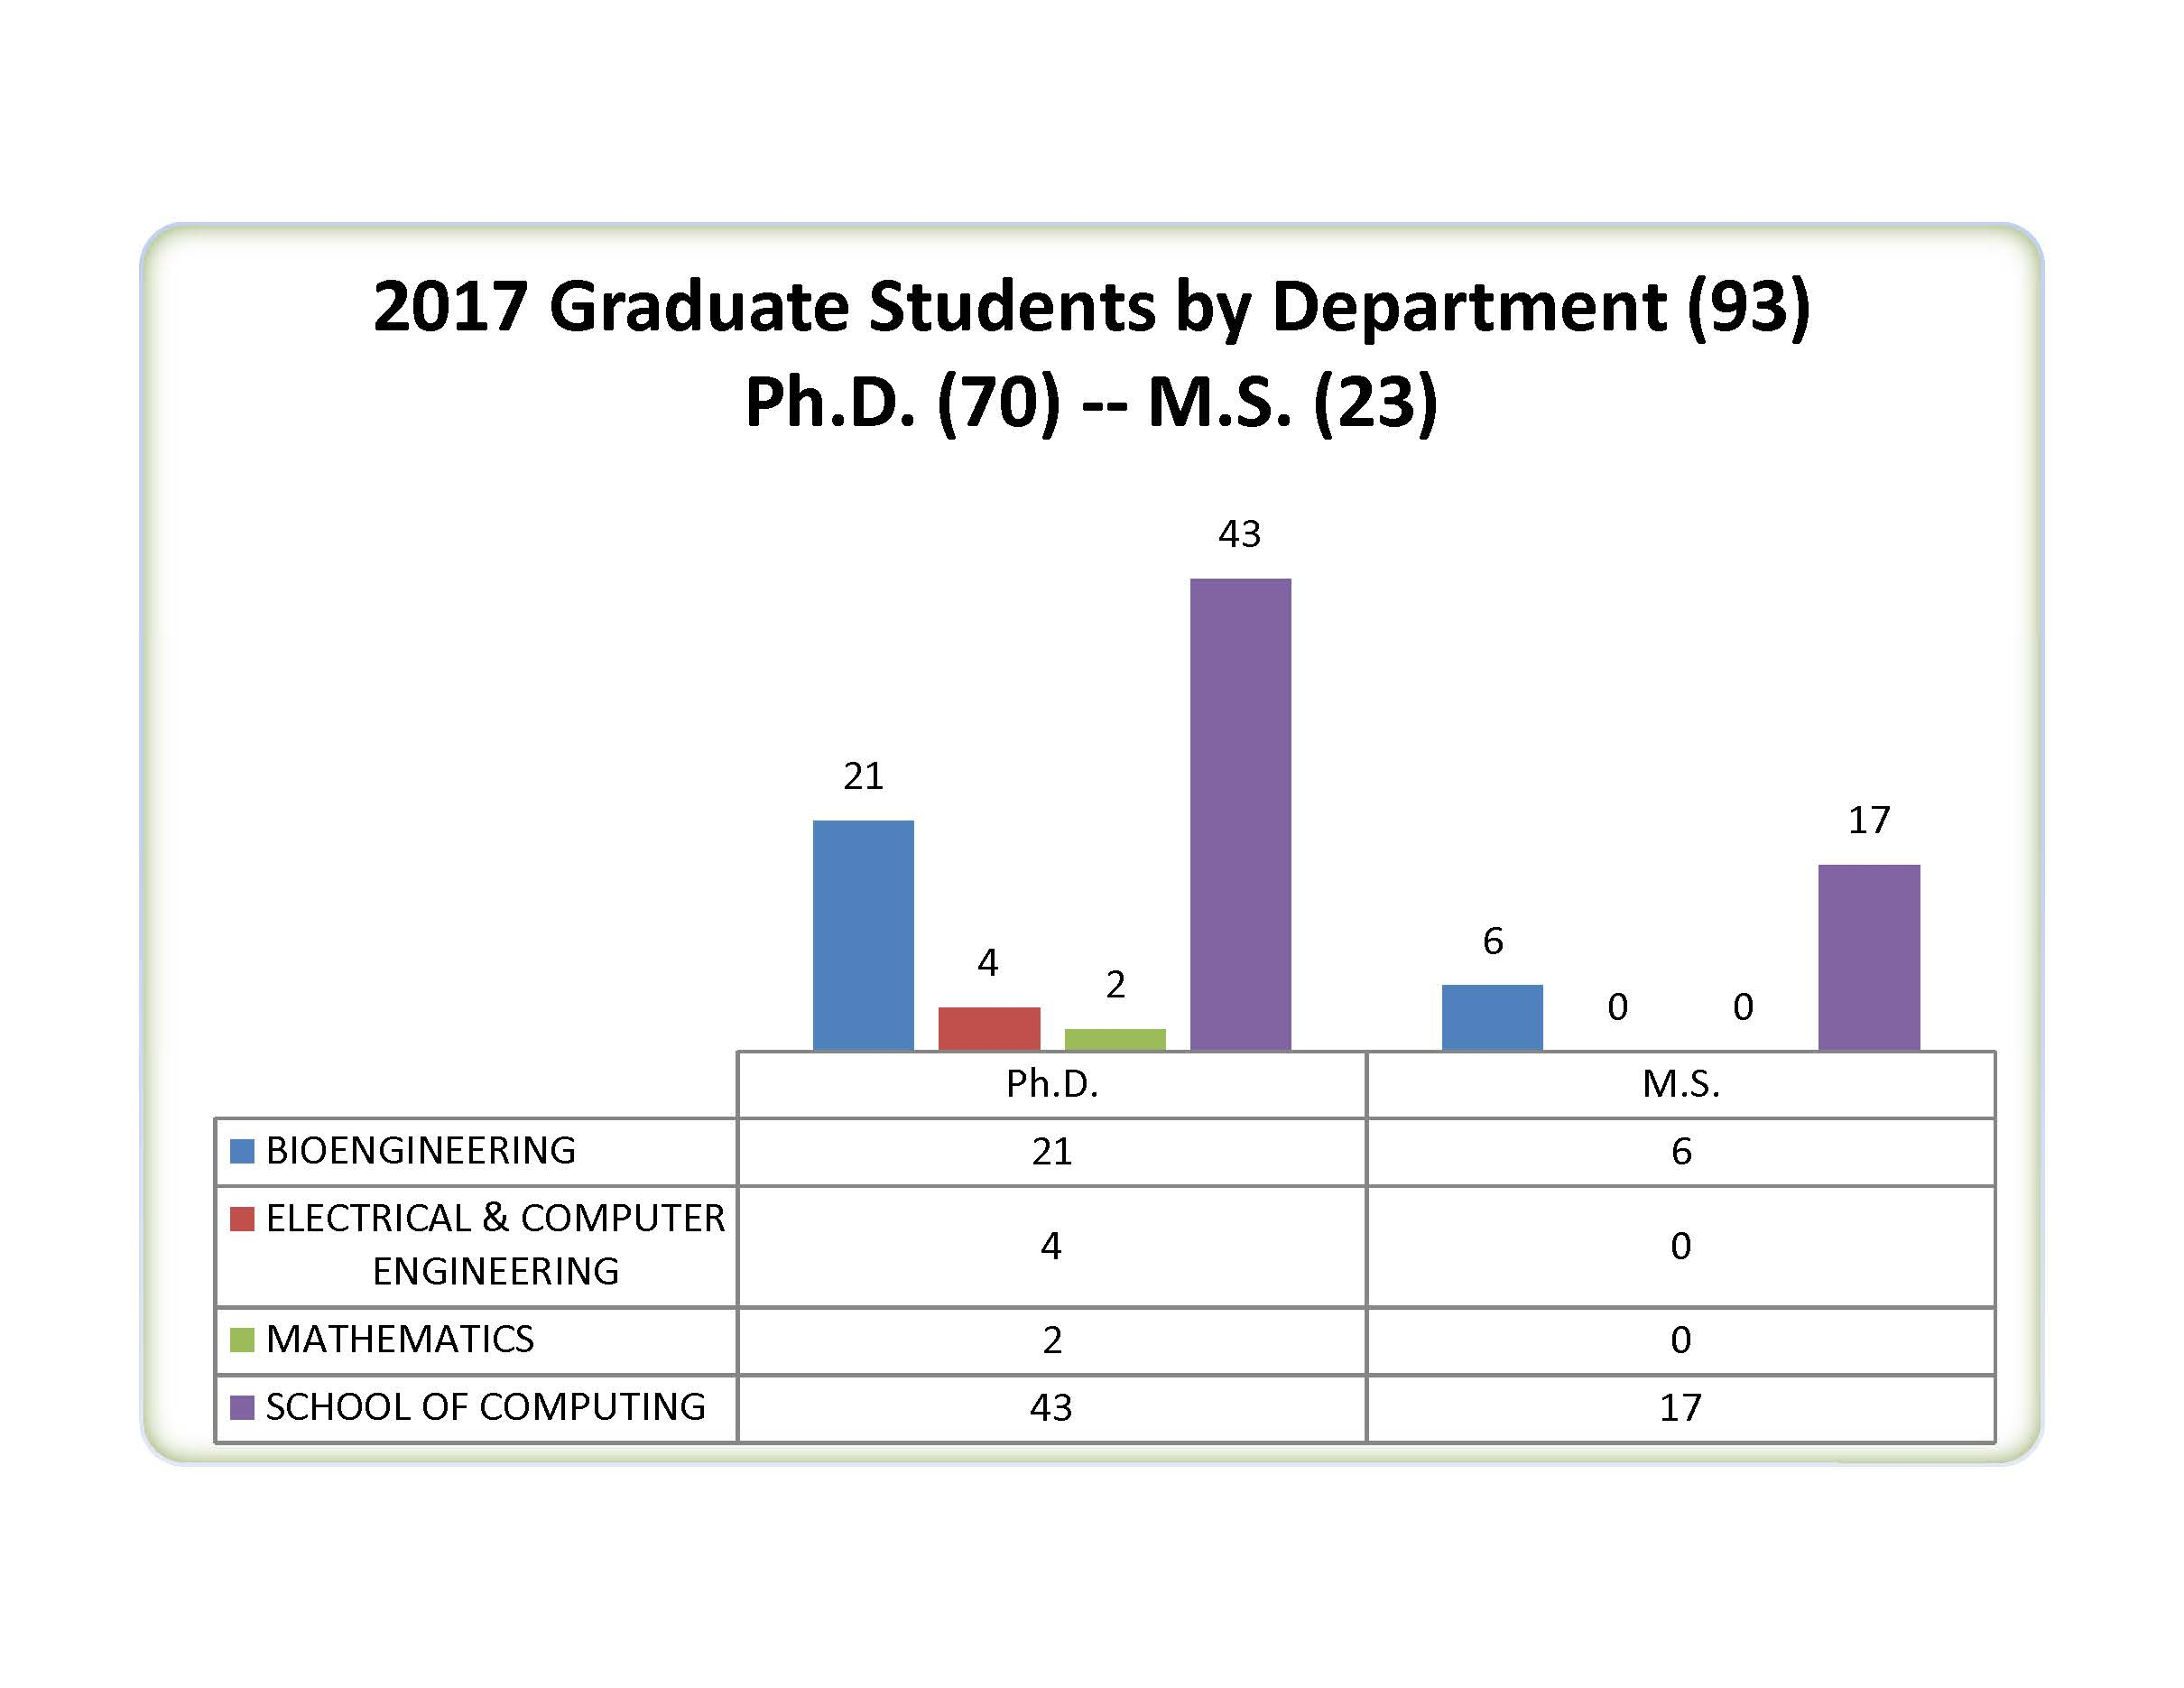 2017 Graduate Students by Department (93)
Ph.D. (70) -- M.S. (23)
43
21
17
6
4
2
0
0
Ph.D. M.S.
BIOENGINEERING 21 6
ELECTRICAL & COMPUTER
ENGINEERING 4 0
MATHEMATICS 2 0
SCHOOL OF COMPUTING 43 17